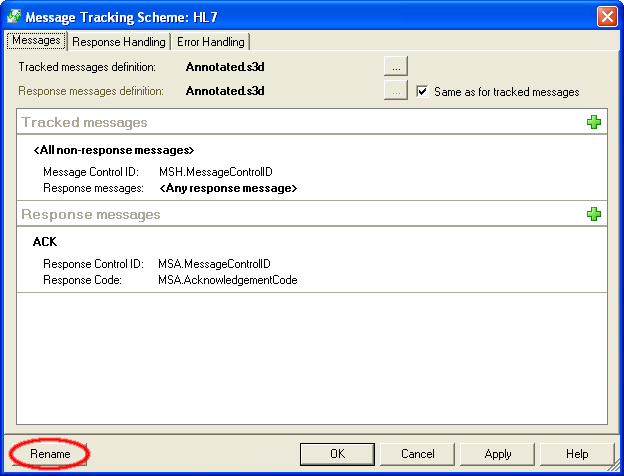 Message Tracking Scheme: HL7
Messages Response Handling Error Handling
Tracked messages definition: Annotated.s3d ...
Response messages definition: Annotated.s3d ... Same as for tracked messages
Tracked messages
<All non-response messages>
Message Control ID: MSH.MessageControlID
Response messages: <Any response message>
Response messages
ACK
Response Control ID: MSA.MessageControlID
Response Code: MSA.AcknowledgementCode
Rename OK Cancel Apply Help